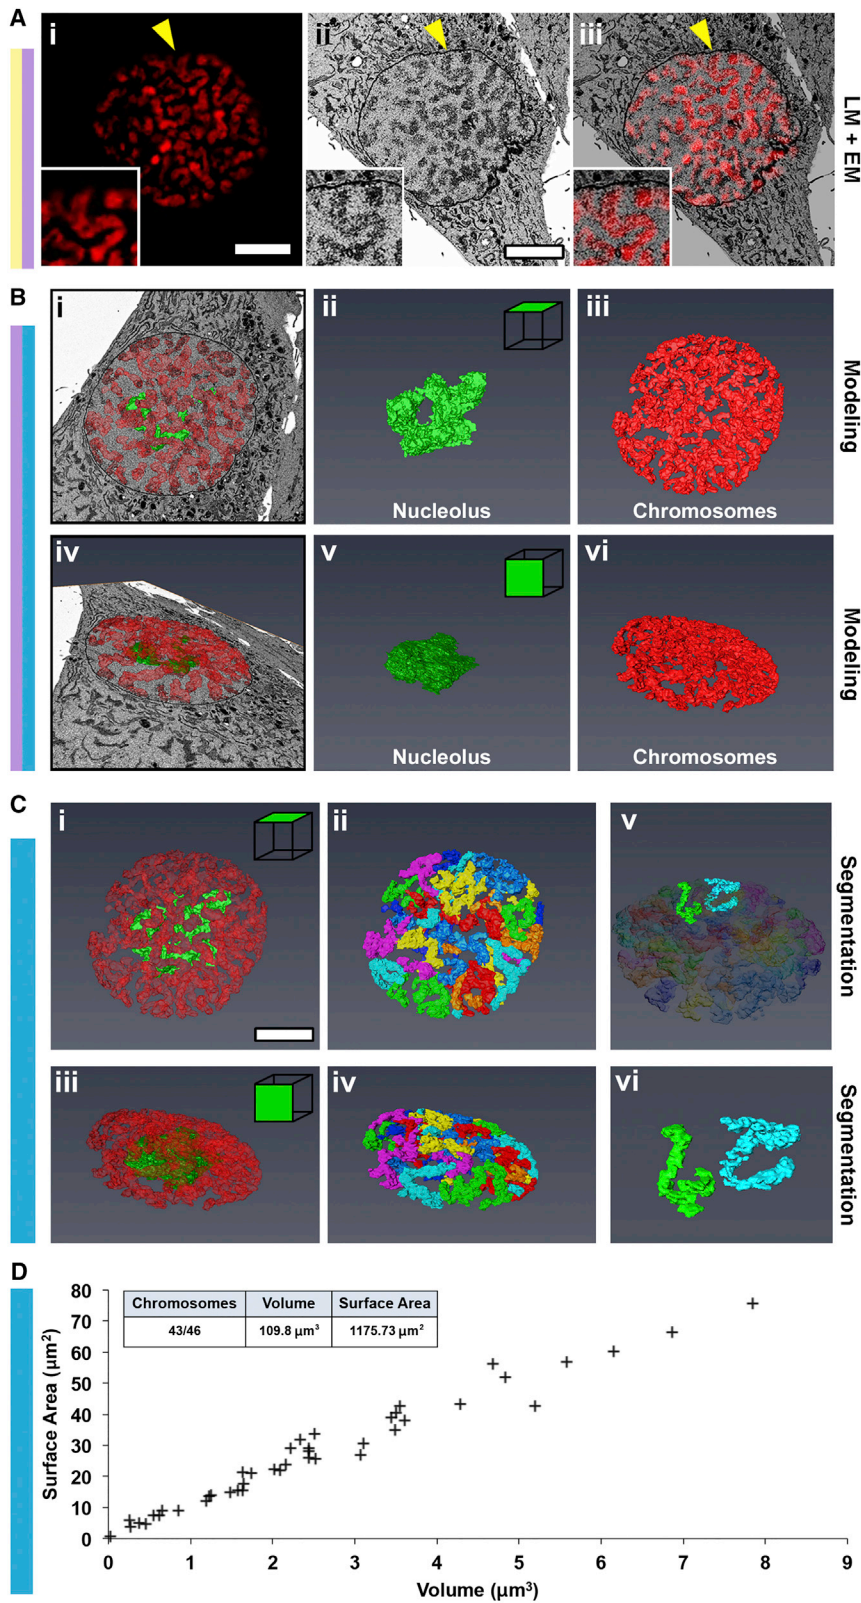 A
i
ii
iii
LM + EM
B
i
ii
iii
Nucleolus
Chromosomes
Modeling
iv
v
vi
Nucleolus
Chromosomes
Modeling
C
i
ii
v
Segmentation
iii
iv
vi
Segmentation
D
Chromosomes Volume Surface Area
43/46 109.8 µm³ 1175.73 µm²
Surface Area (µm²)
80
70
60
50
40
30
20
10
0
0 1 2 3 4 5 6 7 8 9
Volume (µm³)